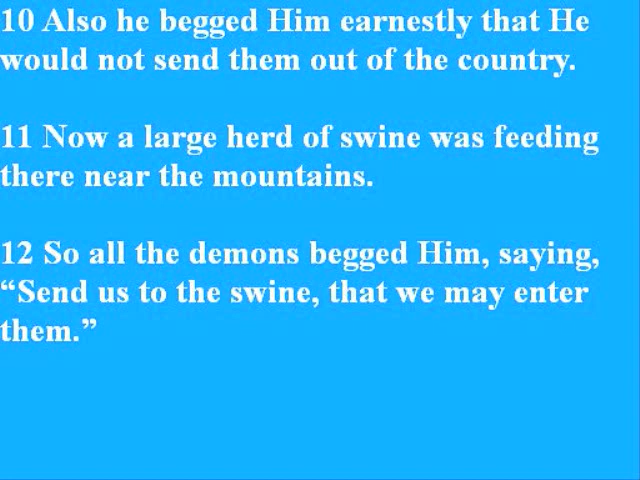 10 Also he begged Him earnestly that He
would not send them out of the country.
11 Now a large herd of swine was feeding
there near the mountains.
12 So all the demons begged Him, saying,
“Send us to the swine, that we may enter
them.”